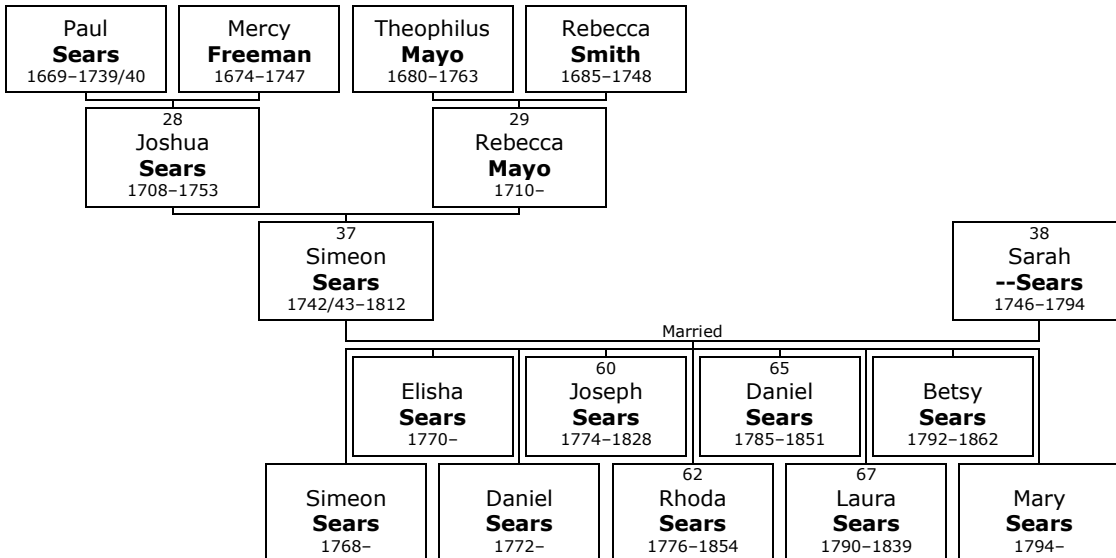 Paul
Sears
1669–1739/40
Mercy
Freeman
1674–1747
Theophilus
Mayo
1680–1763
Rebecca
Smith
1685–1748
28
Joshua
Sears
1708–1753
29
Rebecca
Mayo
1710–
37
Simeon
Sears
1742/43–1812
38
Sarah
--Sears
1746–1794
Married
Elisha
Sears
1770–
60
Joseph
Sears
1774–1828
65
Daniel
Sears
1785–1851
Betsy
Sears
1792–1862
Simeon
Sears
1768–
Daniel
Sears
1772–
62
Rhoda
Sears
1776–1854
67
Laura
Sears
1790–1839
Mary
Sears
1794–